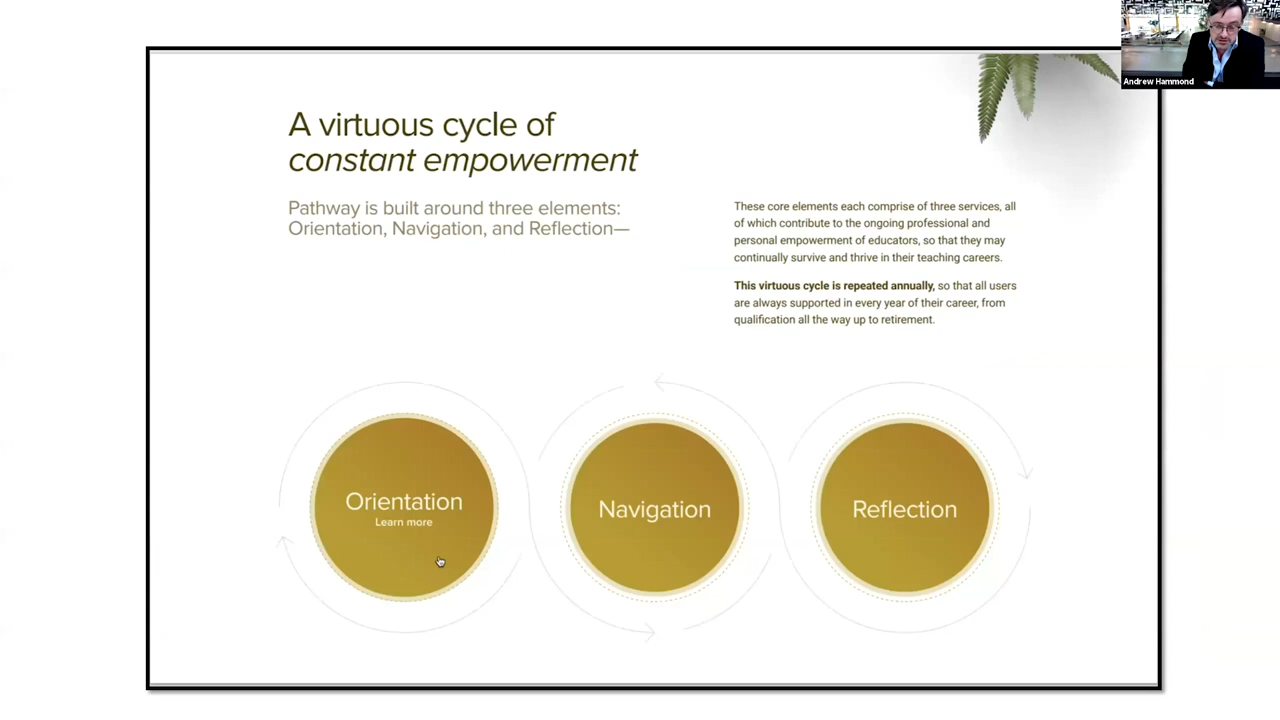 Andrew Hammond
A virtuous cycle of
constant empowerment
Pathway is built around three elements:
Orientation, Navigation, and Reflection—
These core elements each comprise of three services, all
of which contribute to the ongoing professional and
personal empowerment of educators, so that they may
continually survive and thrive in their teaching careers.
This virtuous cycle is repeated annually, so that all users
are always supported in every year of their career, from
qualification all the way up to retirement.
Orientation
Learn more
Navigation
Reflection